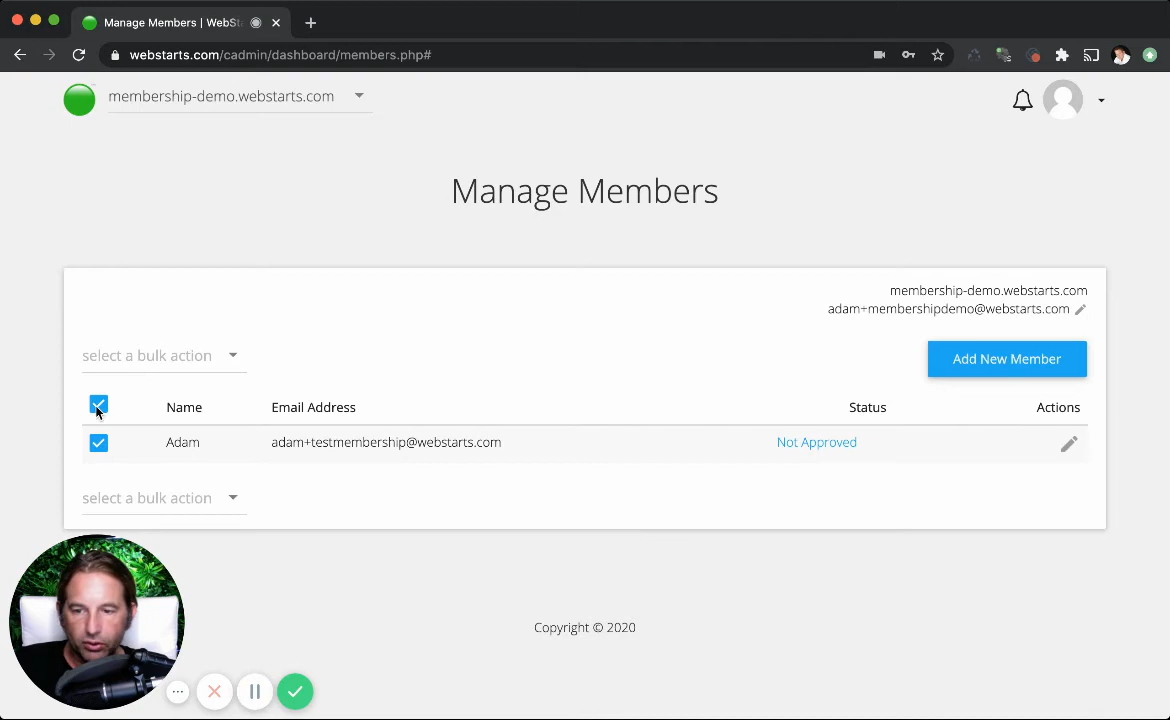 Manage Members | WebSt
webstarts.com/cadmin/dashboard/members.php#
membership-demo.webstarts.com
Manage Members
membership-demo.webstarts.com
adam+membershipdemo@webstarts.com
select a bulk action
Add New Member
Name Email Address Status Actions
Adam adam+testmembership@webstarts.com Not Approved
select a bulk action
Copyright © 2020